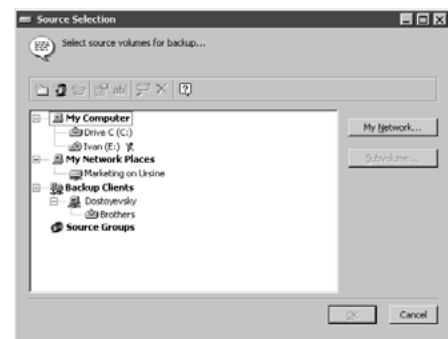 Source Selection
Select source volumes for backup...
ab|
My Computer
Drive C (C:)
Ivan (E:)
My Network Places
Marketing on Ursine
Backup Clients
Dostoyevsky
Brothers
Source Groups
My Network...
Subvolume...
OK
Cancel